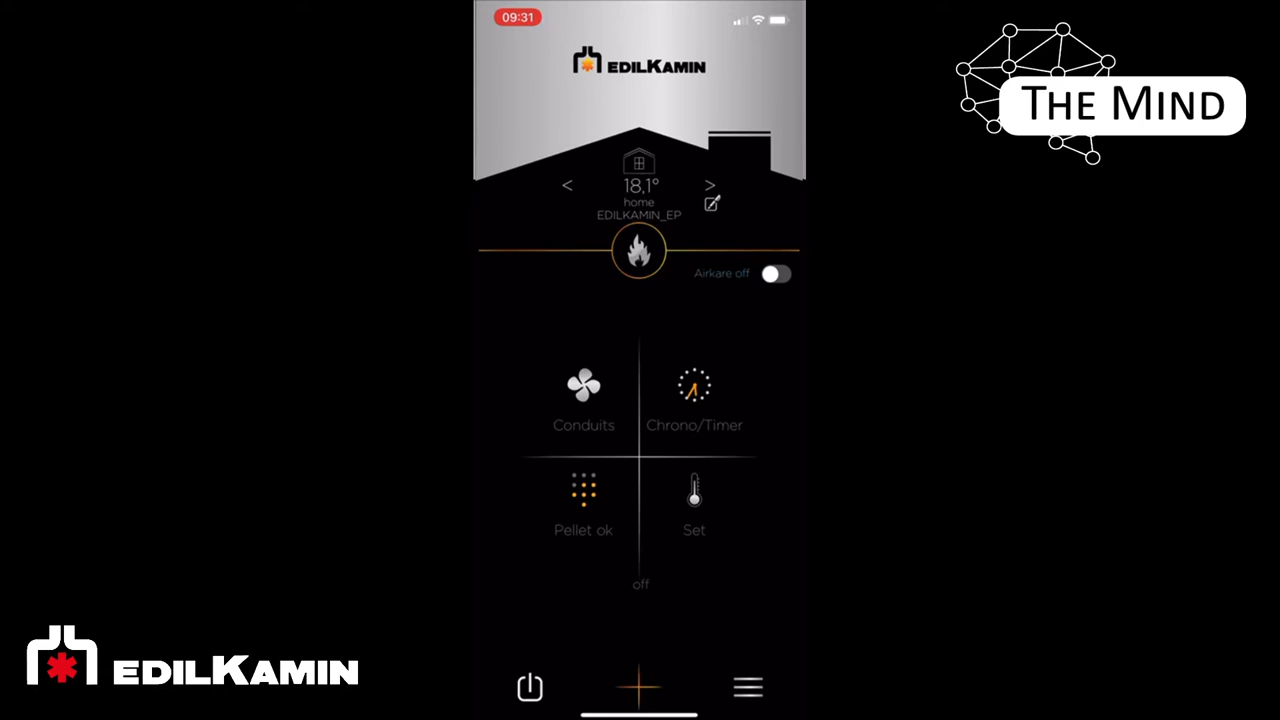 09:31
EDILKAMIN
THE MIND
< 18,1° >
home
EDILKAMIN_EP
Airkare off
Conduits
Chrono/Timer
Pellet ok
Set
off
EDILKAMIN